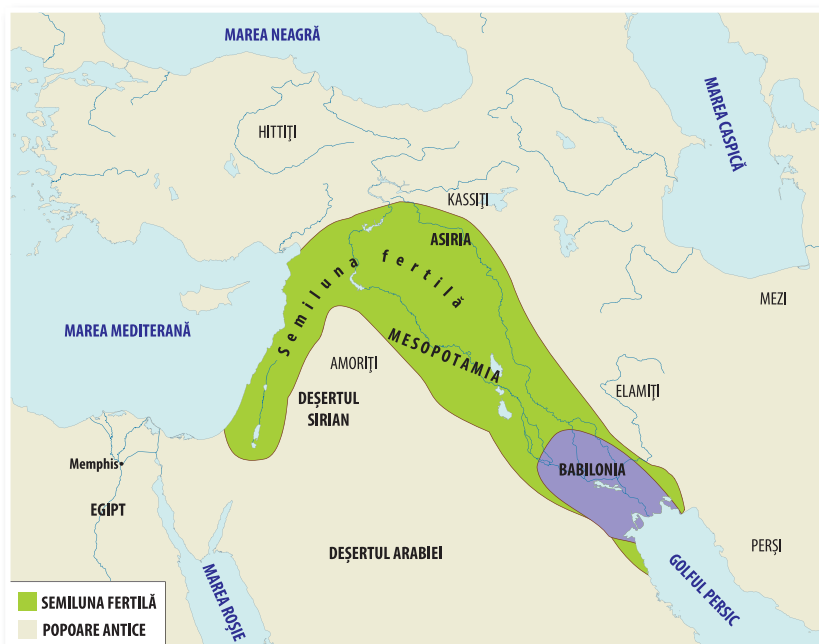 MAREA NEAGRĂ
MAREA CASPICĂ
HITTIȚI
KASSIȚI
ASIRIA
Semiluna fertilă
MEZI
MAREA MEDITERANĂ
MESOPOTAMIA
AMORIȚI
ELAMIȚI
DEȘERTUL
SIRIAN
Memphis
BABILONIA
EGIPT
PERȘI
DEȘERTUL ARABIEI
GOLFUL PERSIC
MAREA ROȘIE
SEMILUNA FERTILĂ
POPOARE ANTICE